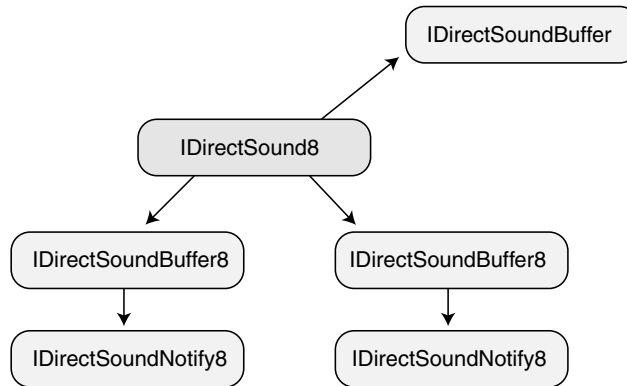 IDirectSoundBuffer
IDirectSound8
IDirectSoundBuffer8
IDirectSoundBuffer8
IDirectSoundNotify8
IDirectSoundNotify8